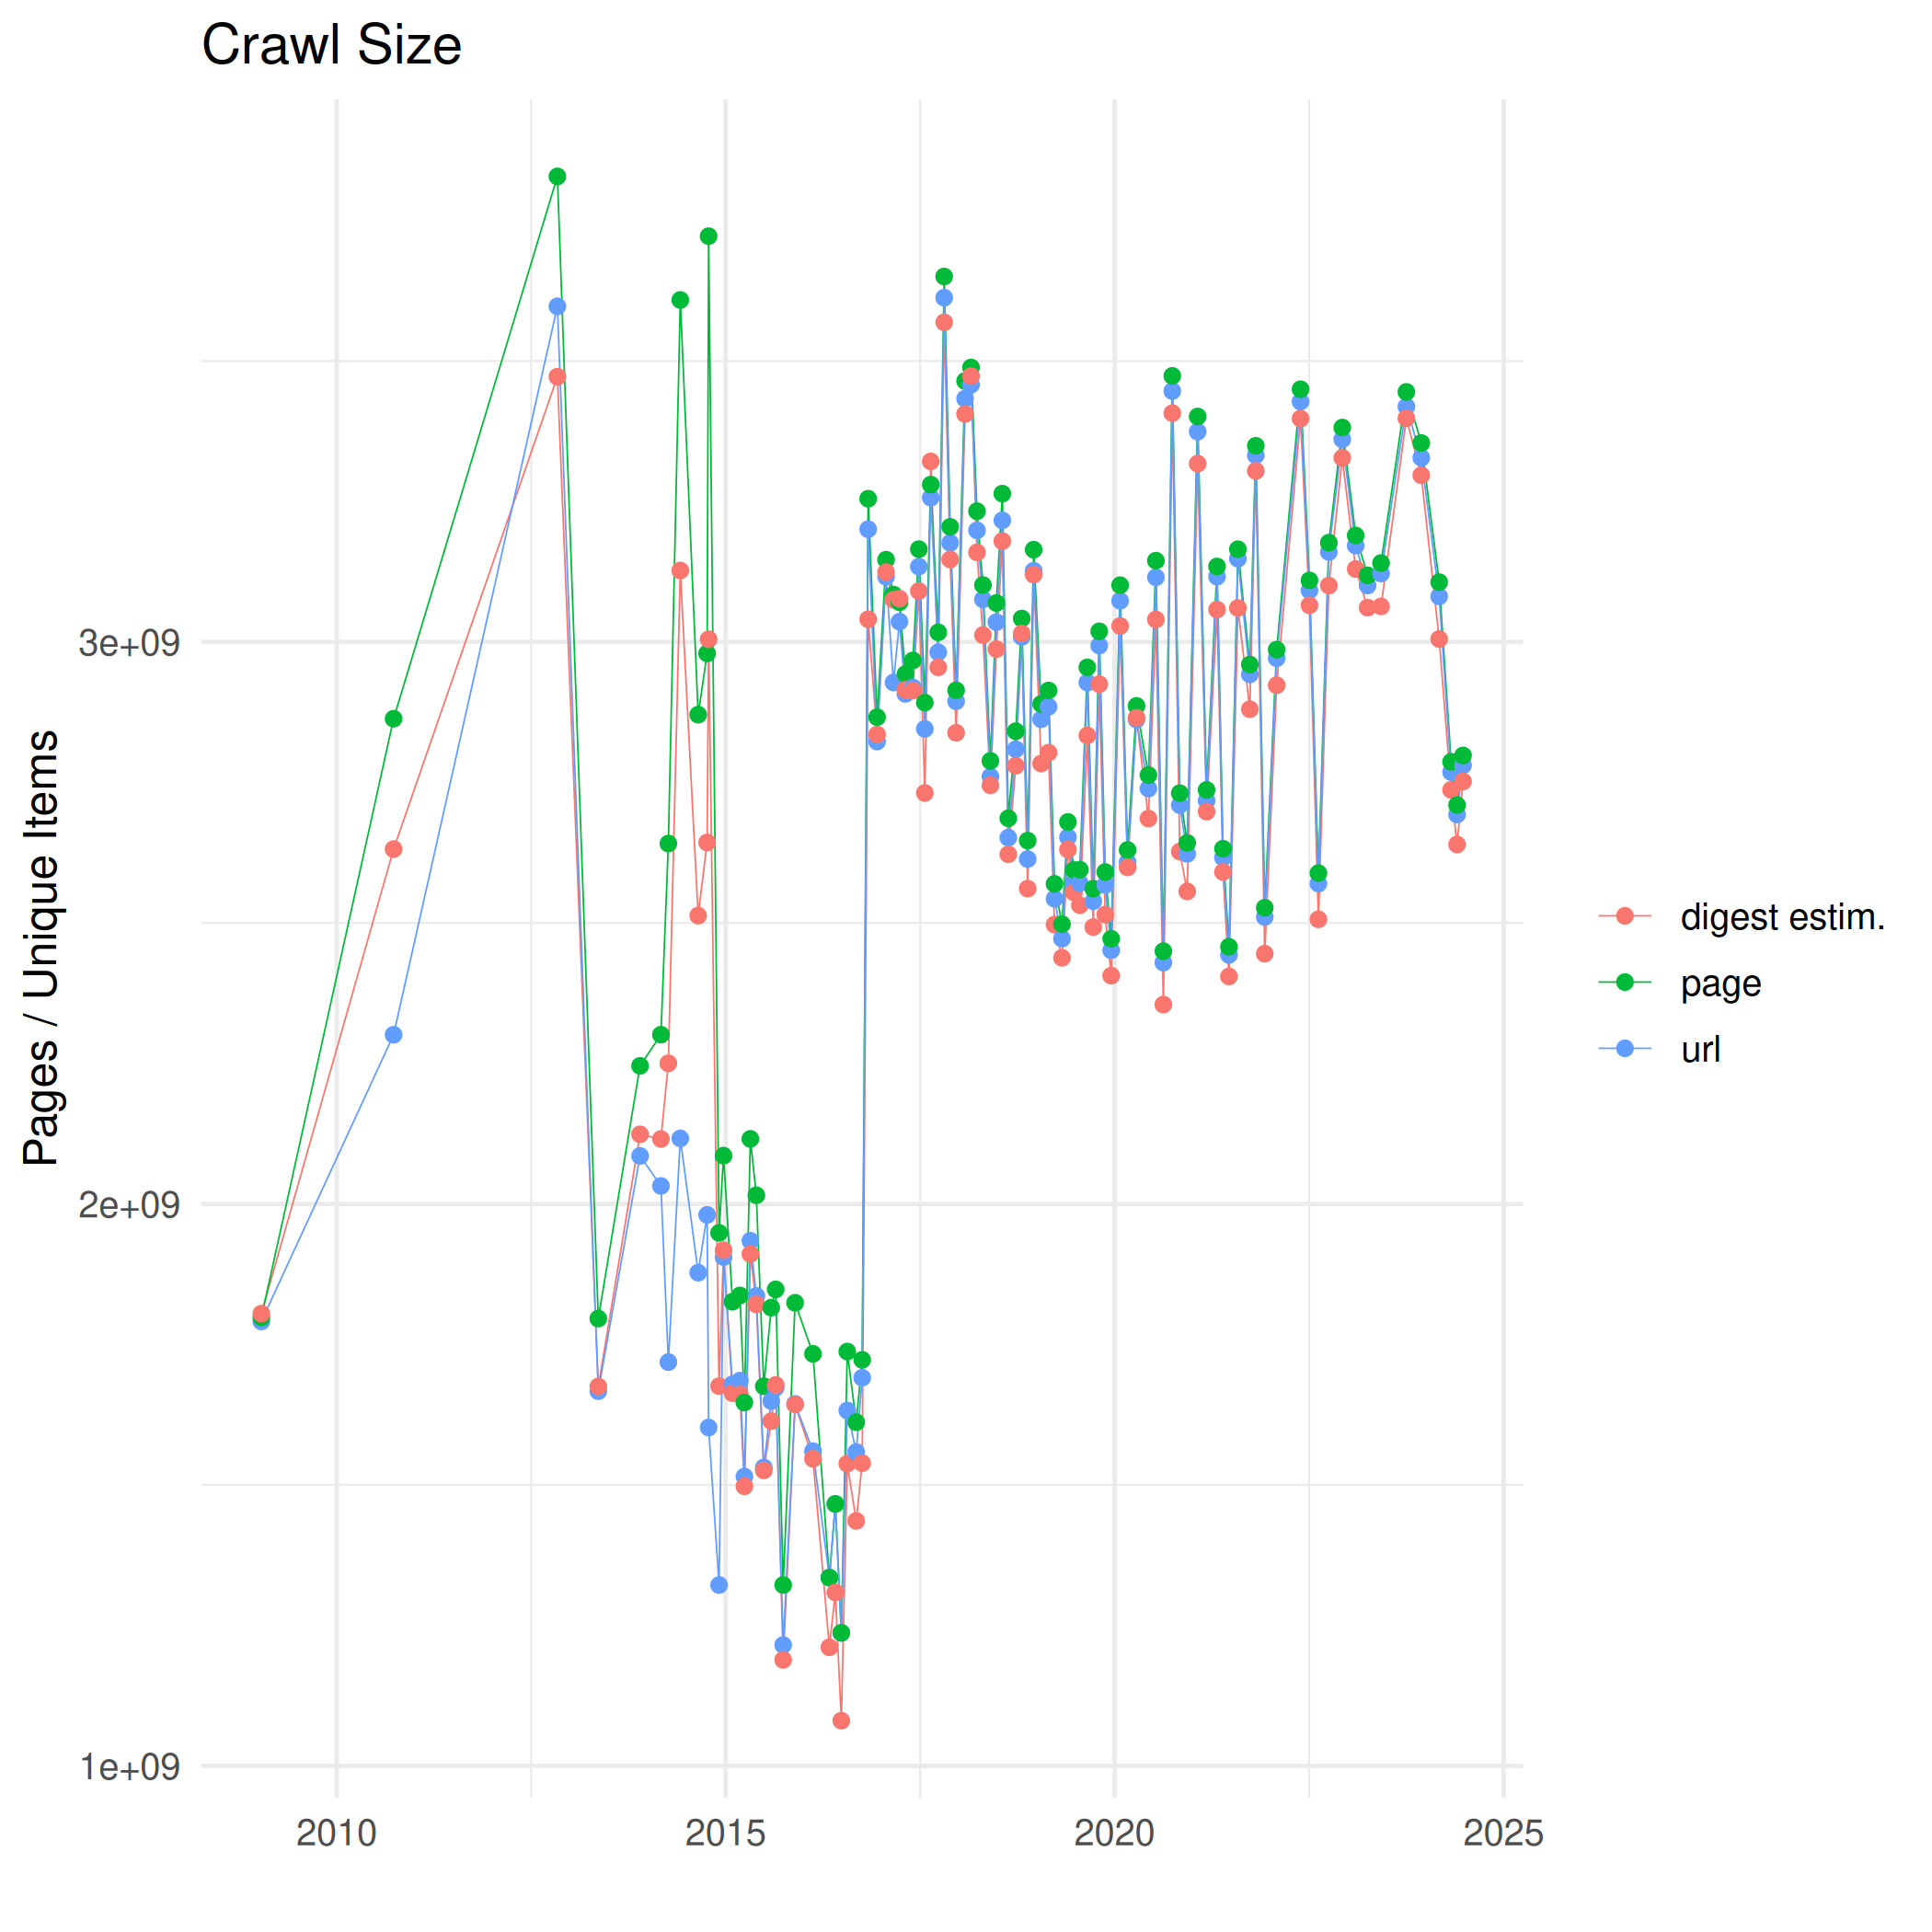 Crawl Size
Pages / Unique Items
3e+09
2e+09
1e+09
2010
2015
2020
2025
digest estim.
page
url